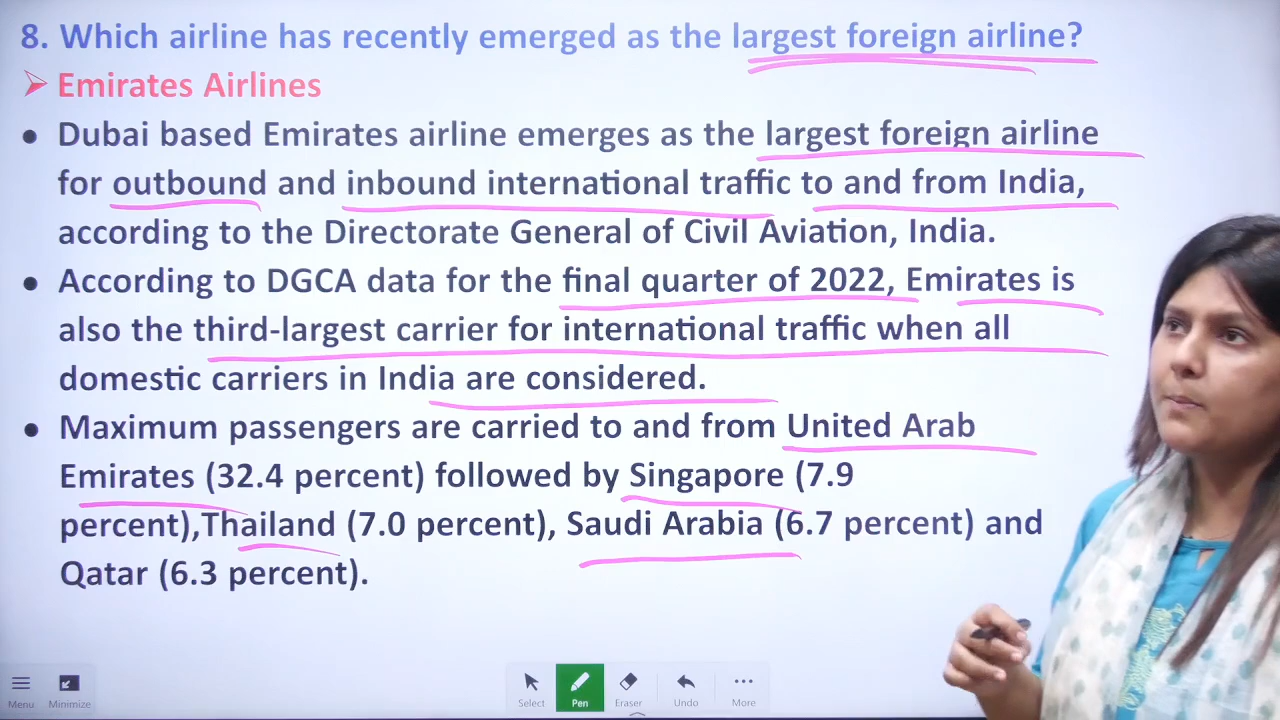 8. Which airline has recently emerged as the largest foreign airline?
➢ Emirates Airlines
• Dubai based Emirates airline emerges as the largest foreign airline
for outbound and inbound international traffic to and from India,
according to the Directorate General of Civil Aviation, India.
• According to DGCA data for the final quarter of 2022, Emirates is
also the third-largest carrier for international traffic when all
domestic carriers in India are considered.
• Maximum passengers are carried to and from United Arab
Emirates (32.4 percent) followed by Singapore (7.9
percent),Thailand (7.0 percent), Saudi Arabia (6.7 percent) and
Qatar (6.3 percent).
Menu Minimize Select Pen Eraser Undo More